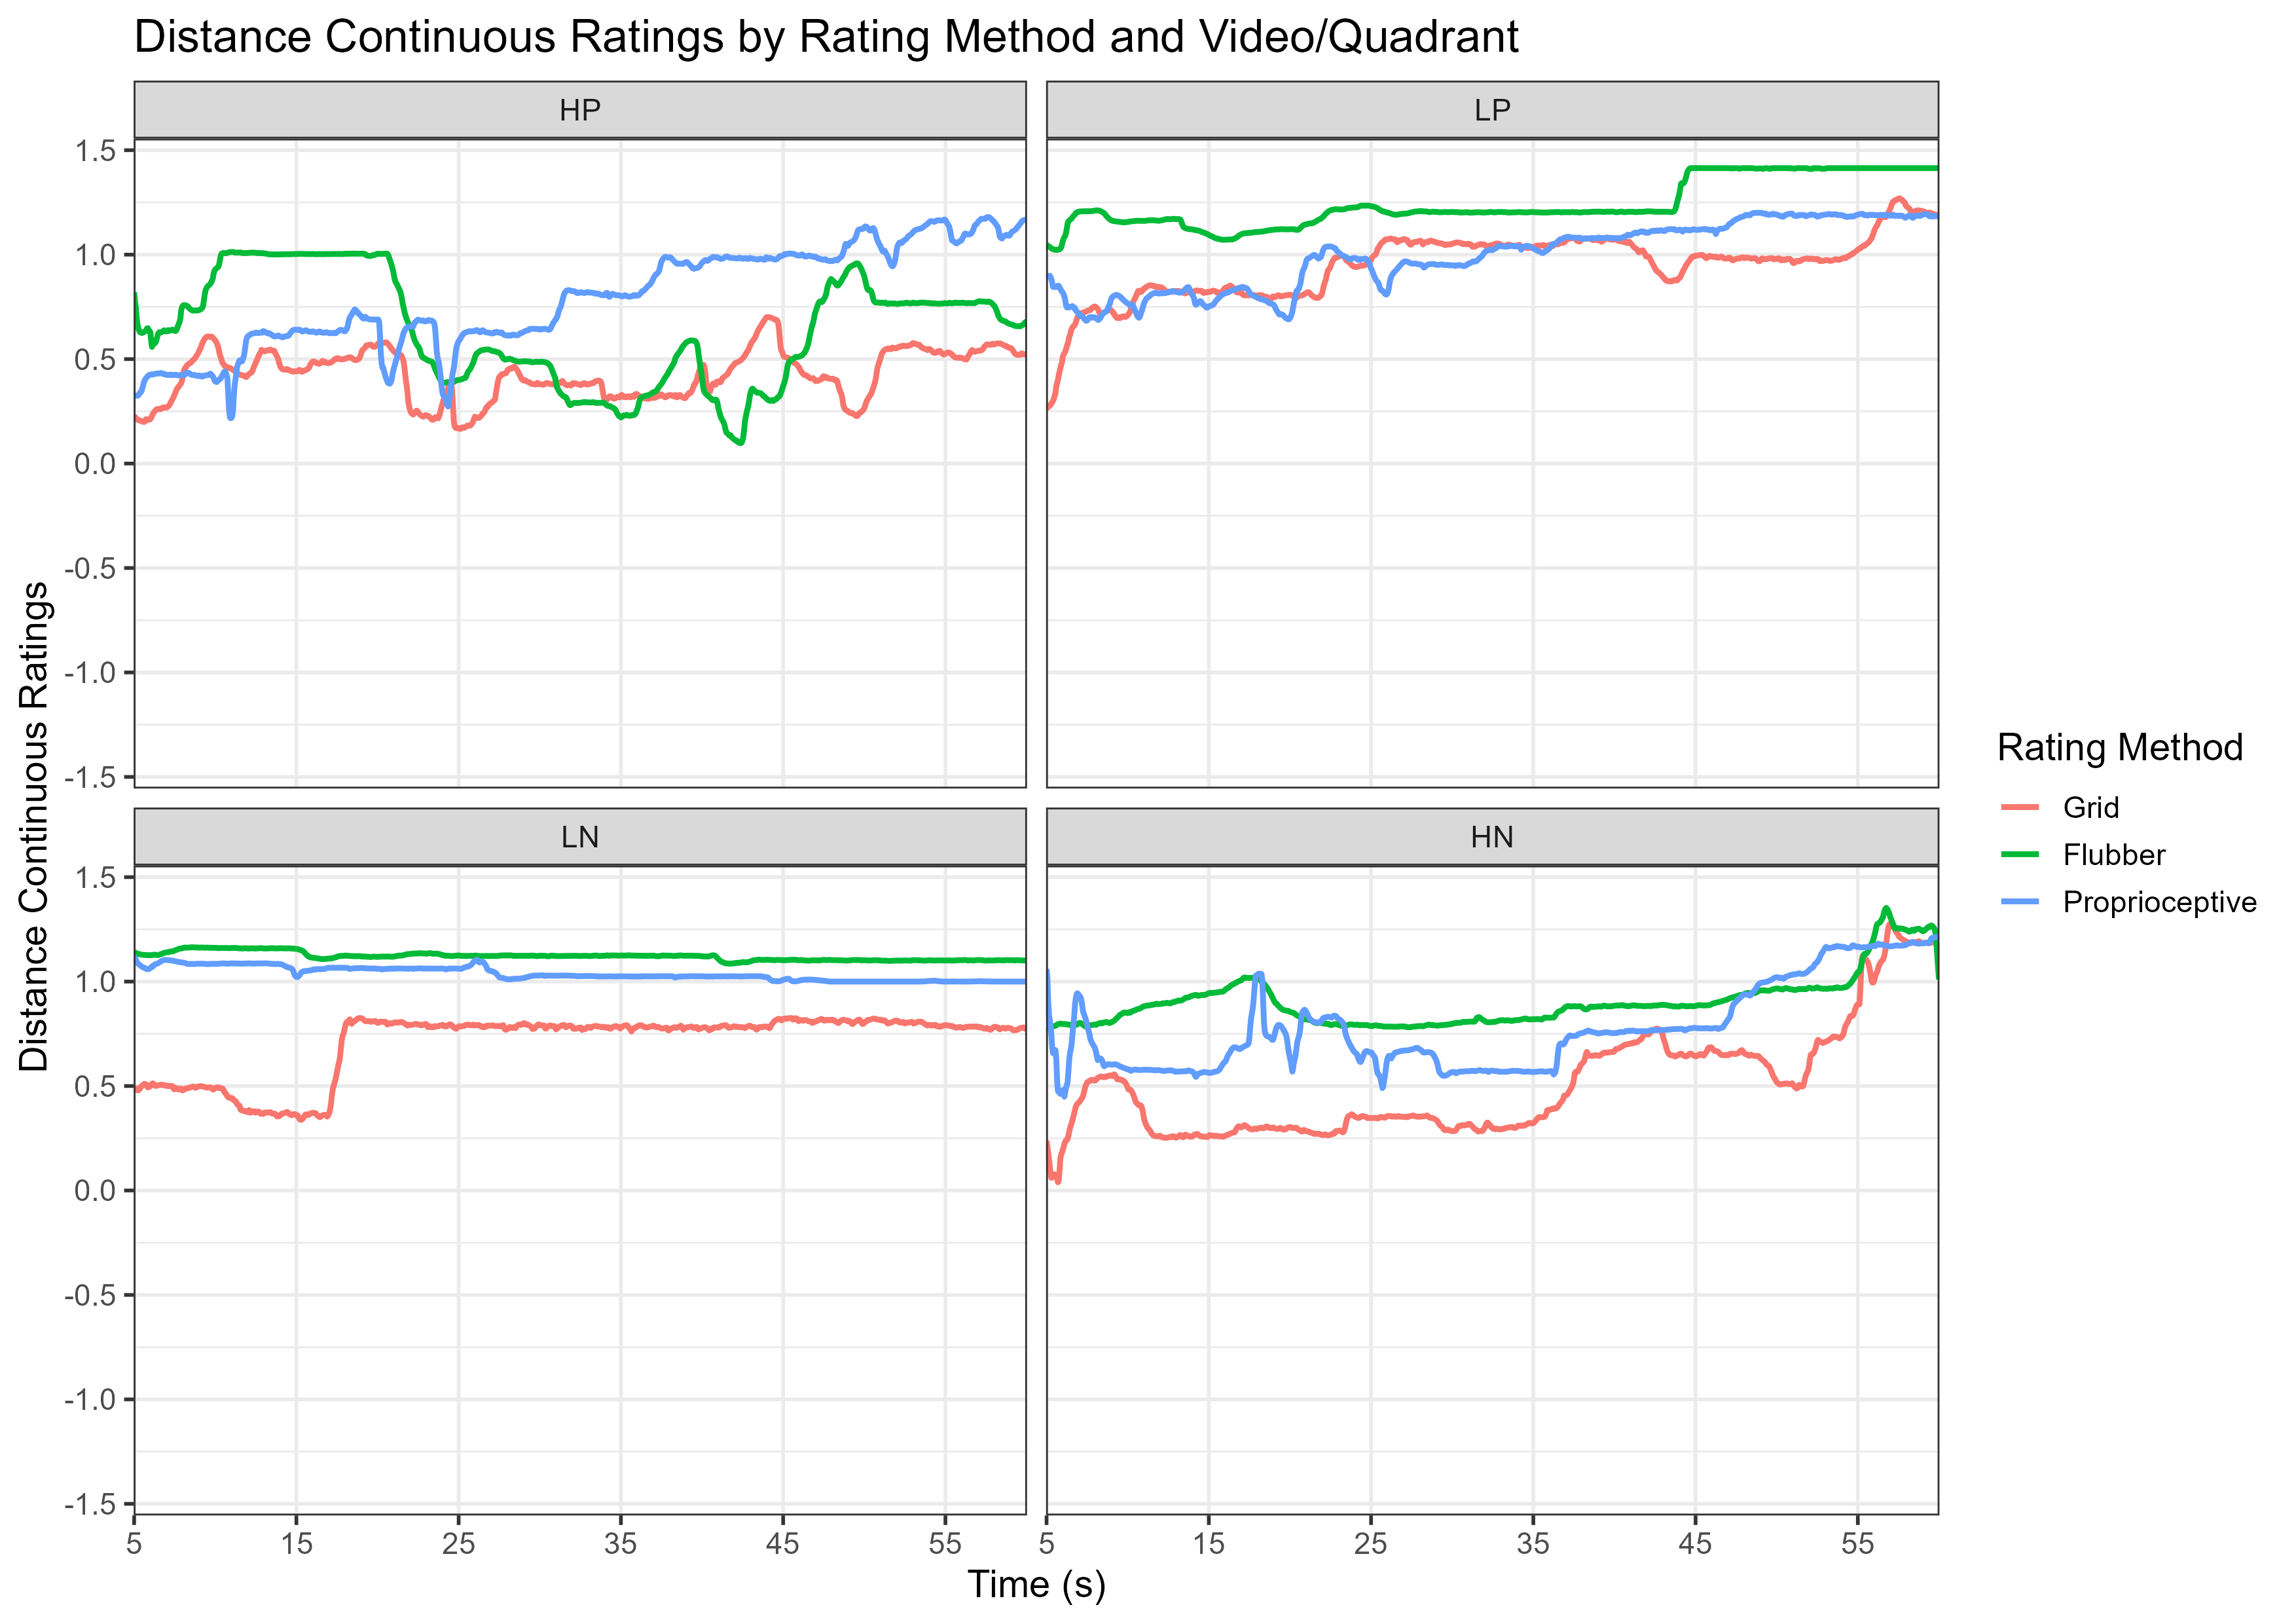 Distance Continuous Ratings by Rating Method and Video/Quadrant
HP
LP
1.5
1.0
0.5
0.0
-0.5
-1.0
-1.5
LN
HN
1.5
1.0
0.5
0.0
-0.5
-1.0
-1.5
5 15 25 35 45 55
5 15 25 35 45 55
Time (s)
Distance Continuous Ratings
Rating Method
Grid
Flubber
Proprioceptive